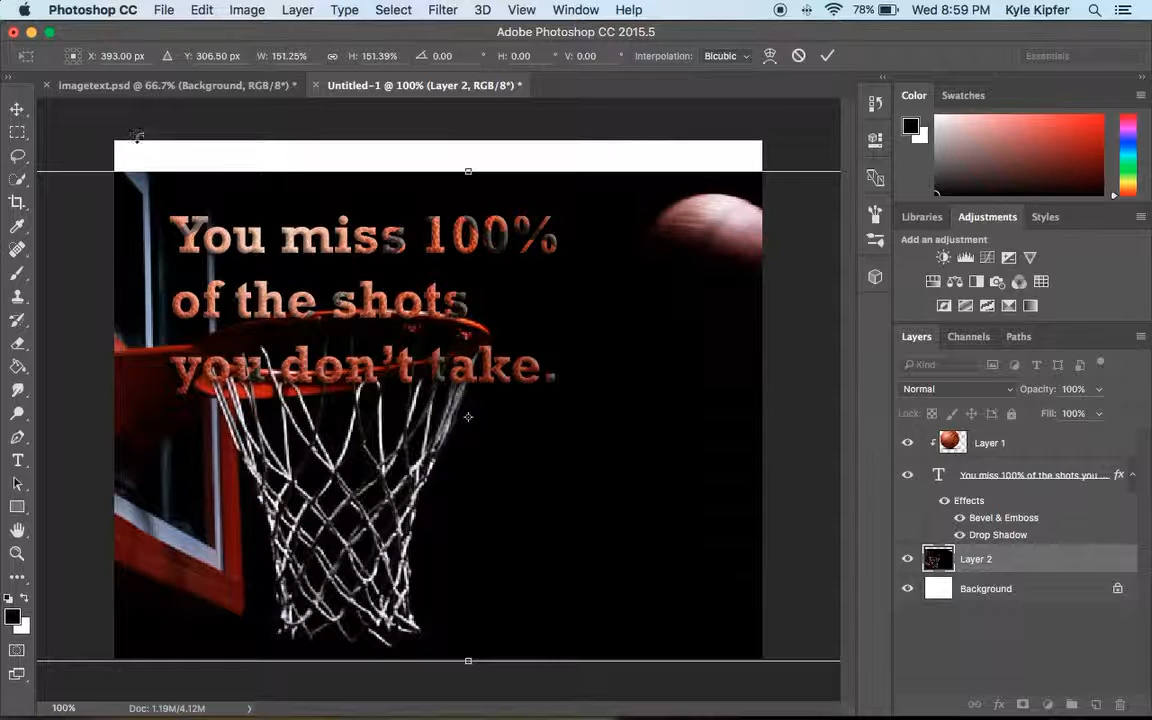 Photoshop CC File Edit Image Layer Type Select Filter 3D View Window Help 78% Wed 8:59 PM Kyle Kipfer
Adobe Photoshop CC 2015.5
X: 393.00 px Y: 306.50 px W: 151.25% H: 151.39% 0.00 ° H: 0.00 ° V: 0.00 ° Interpolation: Bicubic Essentials
× imagetext.psd @ 66.7% (Background, RGB/8*) * × Untitled-1 @ 100% (Layer 2, RGB/8*) *
Color Swatches
You miss 100%
of the shots
you don't take.
Libraries Adjustments Styles
Add an adjustment
Layers Channels Paths
Kind
Normal Opacity: 100%
Lock: Fill: 100%
Layer 1
T You miss 100% of the shots you ... fx
Effects
Bevel & Emboss
Drop Shadow
Layer 2
Background
100% Doc: 1.19M/4.12M
fx